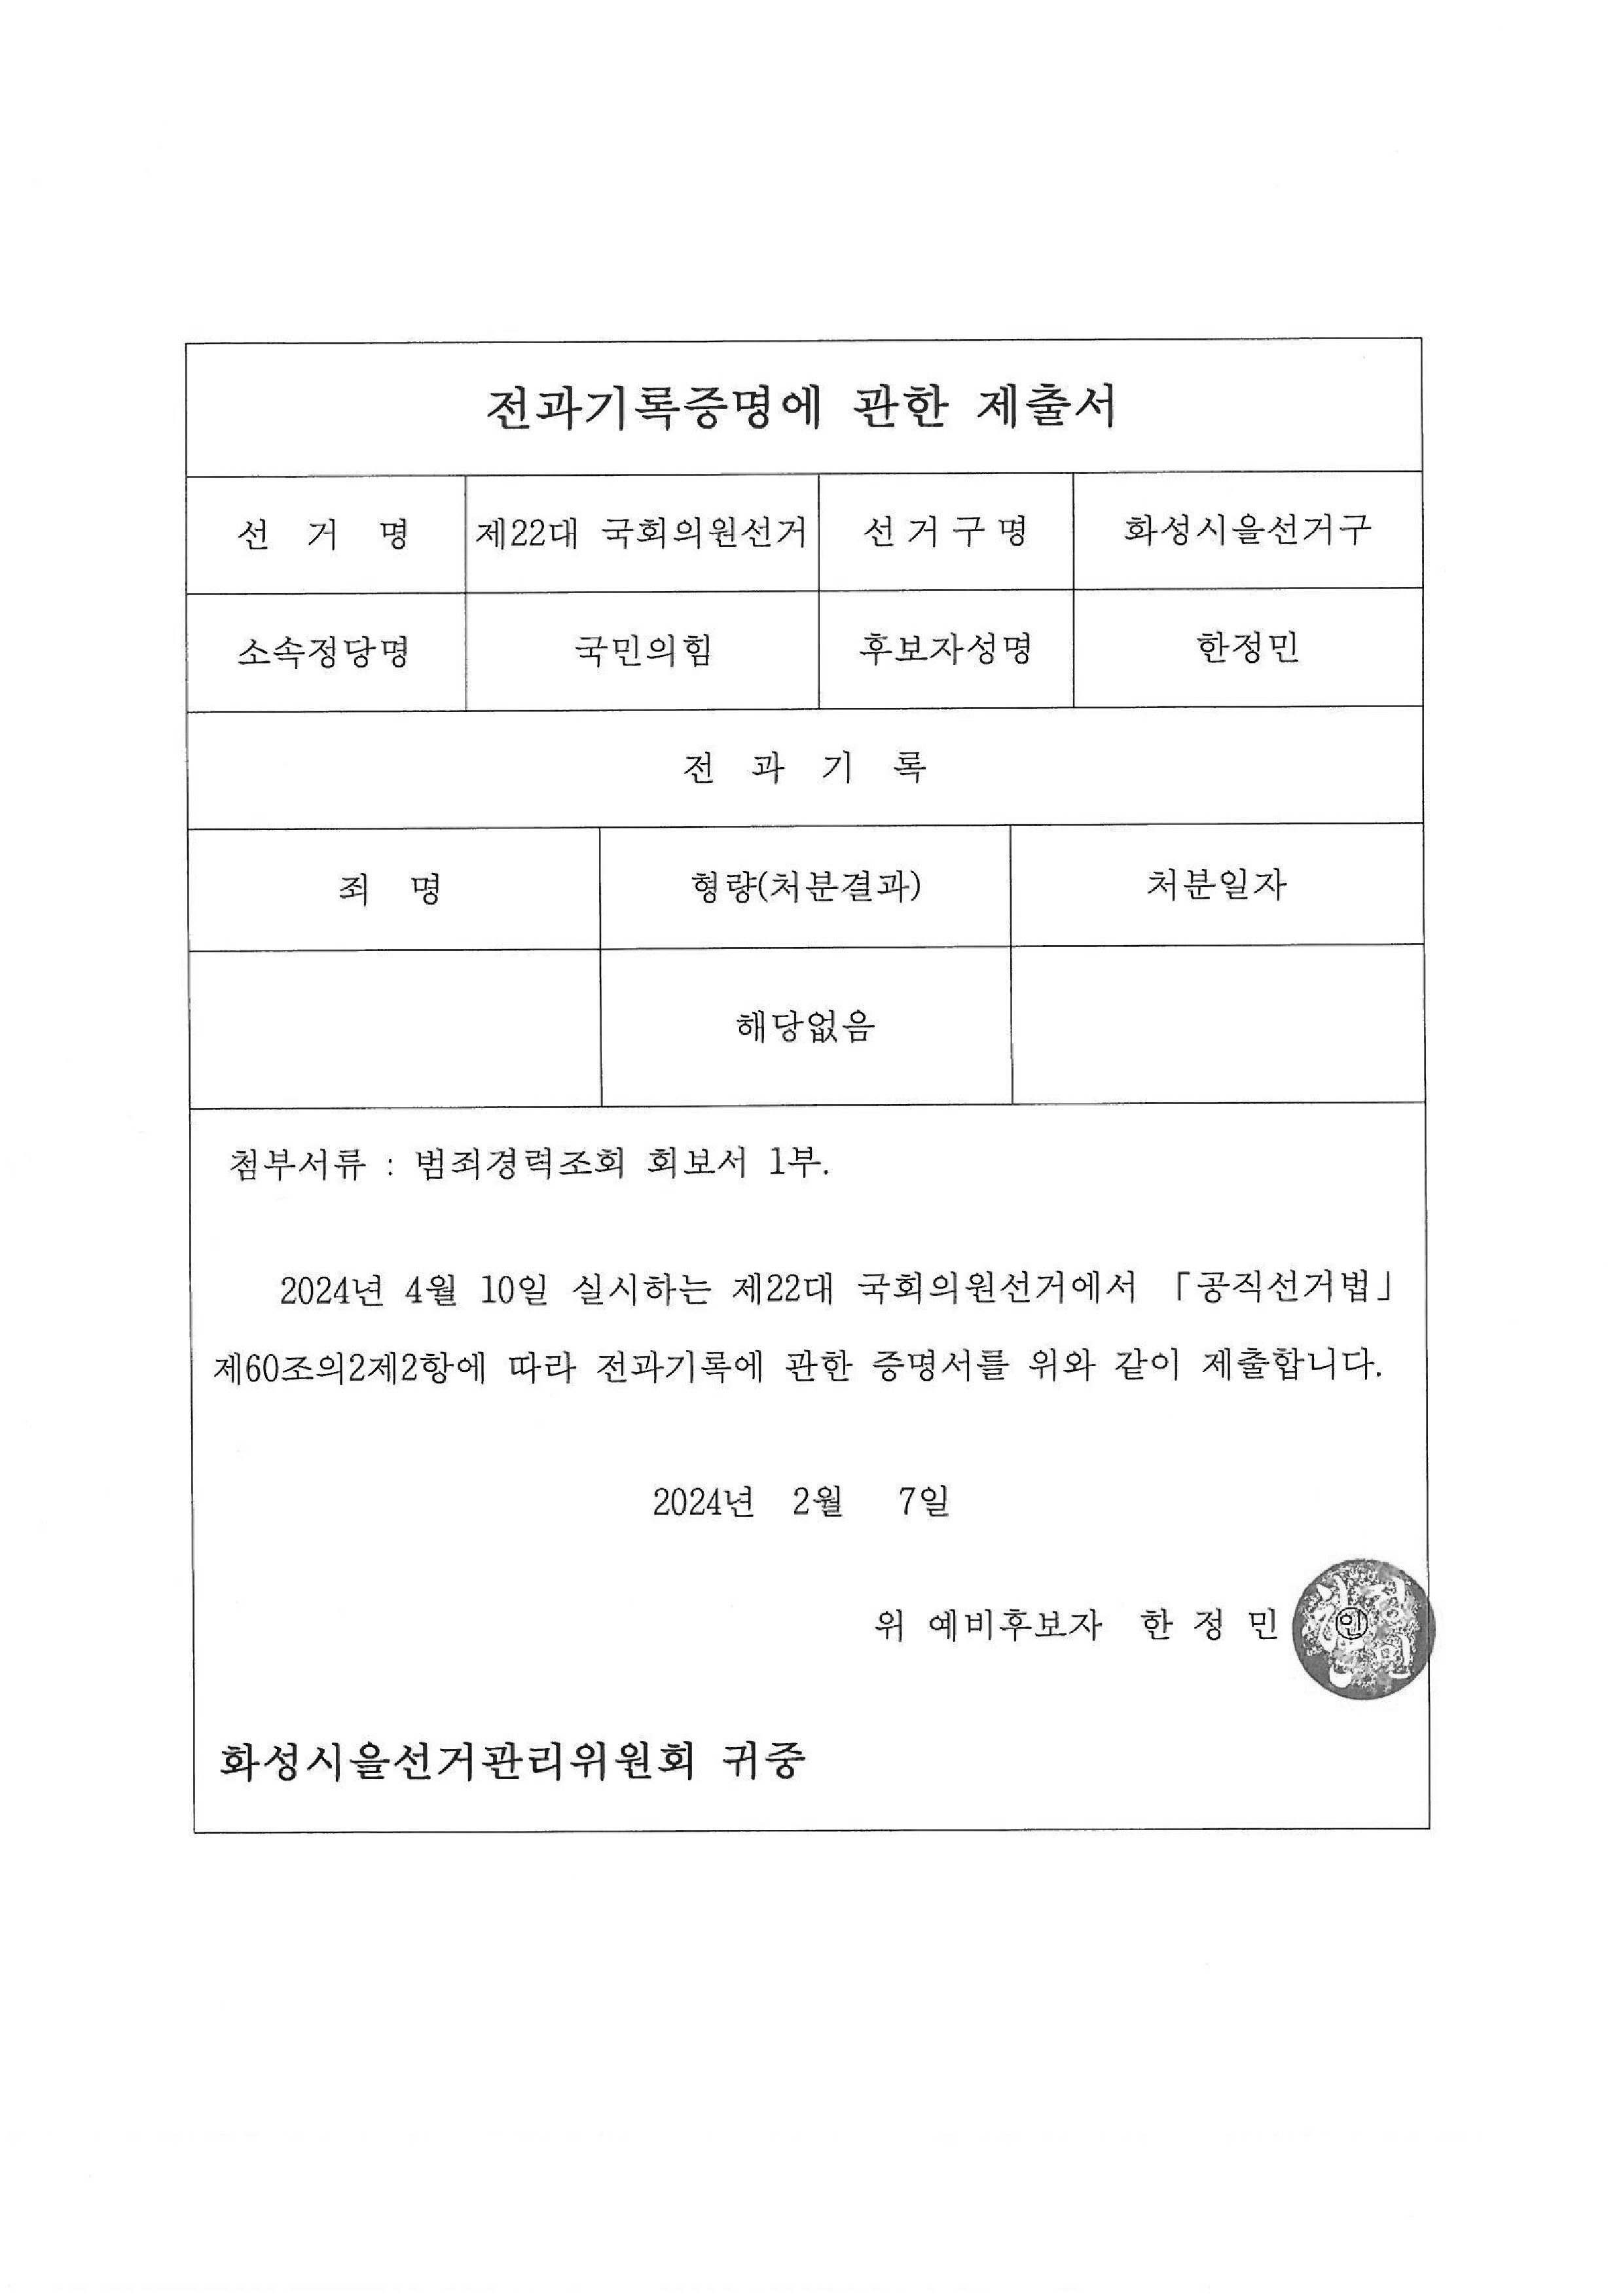 전과기록증명에 관한 제출서
선 거 명 제22대 국회의원선거 선 거 구 명 화성시을선거구
소속정당명 국민의힘 후보자성명 한정민
전 과 기 록
죄 명 형량(처분결과) 처분일자
해당없음
첨부서류 : 범죄경력조회 회보서 1부.
2024년 4월 10일 실시하는 제22대 국회의원선거에서 「공직선거법」
제60조의2제2항에 따라 전과기록에 관한 증명서를 위와 같이 제출합니다.
2024년 2월 7일
위 예비후보자 한 정 민 ㊞
화성시을선거관리위원회 귀중